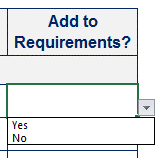 Add to
Requirements?
Yes
No